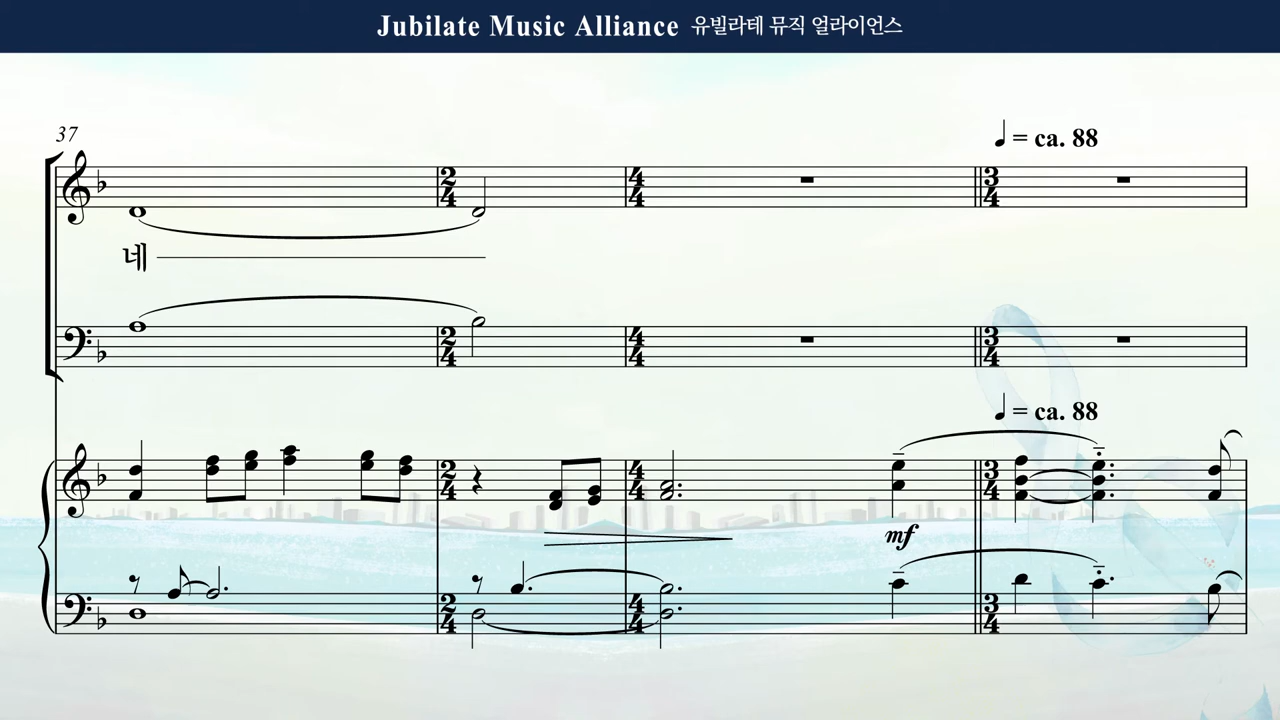 Jubilate Music Alliance 유빌라테 뮤직 얼라이언스
37
♩ = ca. 88
네
♩ = ca. 88
mf